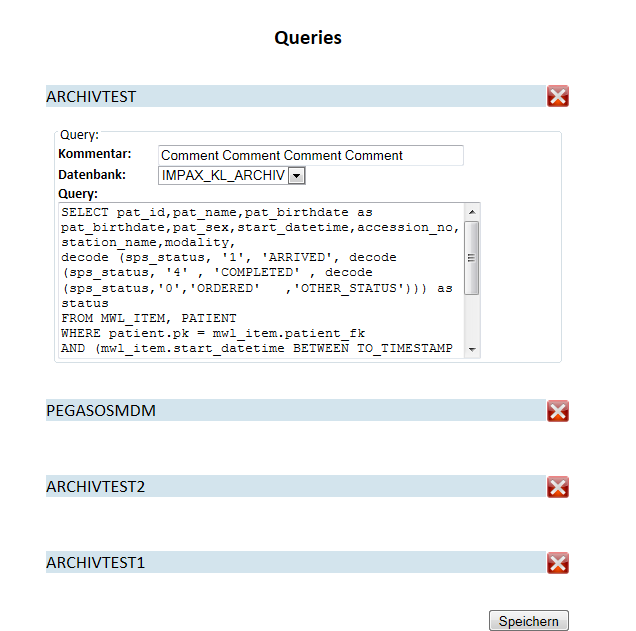 Queries
ARCHIVTEST
Query:
Kommentar: Comment Comment Comment Comment
Datenbank: IMPAX_KL_ARCHIV
Query:
SELECT pat_id,pat_name,pat_birthdate as
pat_birthdate,pat_sex,start_datetime,accession_no,
station_name,modality,
decode (sps_status, '1', 'ARRIVED', decode
(sps_status, '4' , 'COMPLETED' , decode
(sps_status,'0','ORDERED'   ,'OTHER_STATUS'))) as
status
FROM MWL_ITEM, PATIENT
WHERE patient.pk = mwl_item.patient_fk
AND (mwl_item.start_datetime BETWEEN TO_TIMESTAMP
PEGASOSMDM
ARCHIVTEST2
ARCHIVTEST1
Speichern